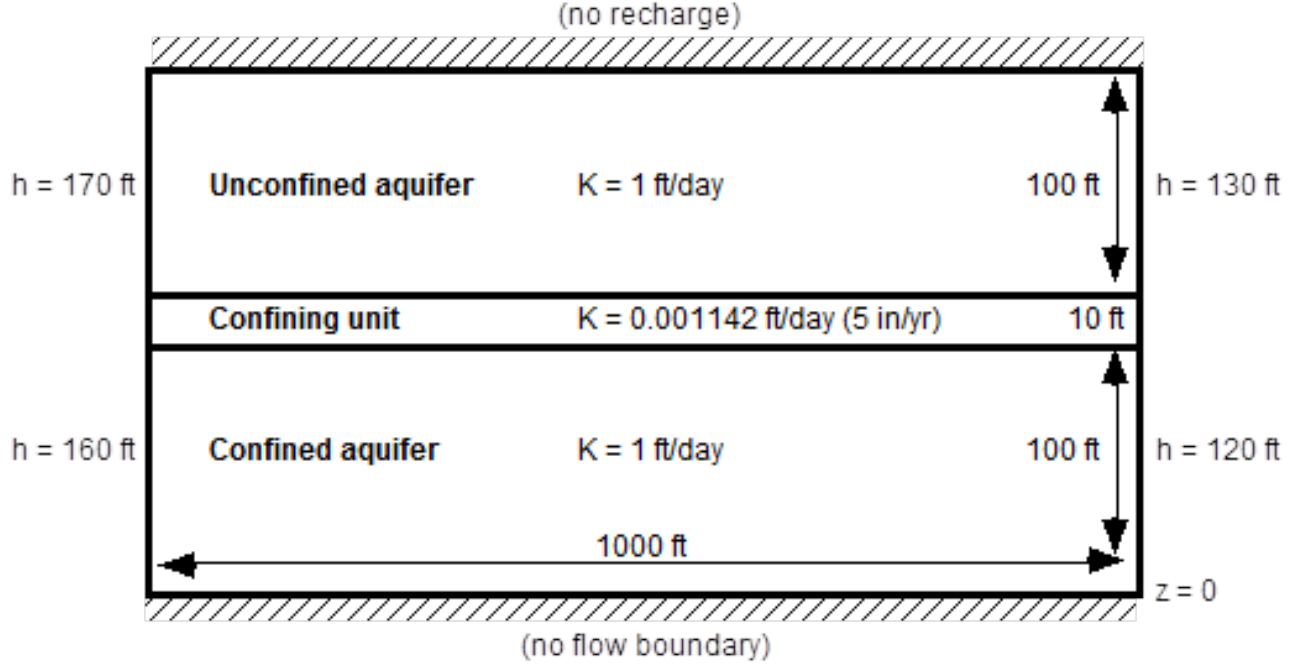 (no recharge)
h = 170 ft
Unconfined aquifer
K = 1 ft/day
100 ft
h = 130 ft
Confining unit
K = 0.001142 ft/day (5 in/yr)
10 ft
h = 160 ft
Confined aquifer
K = 1 ft/day
100 ft
h = 120 ft
1000 ft
z = 0
(no flow boundary)